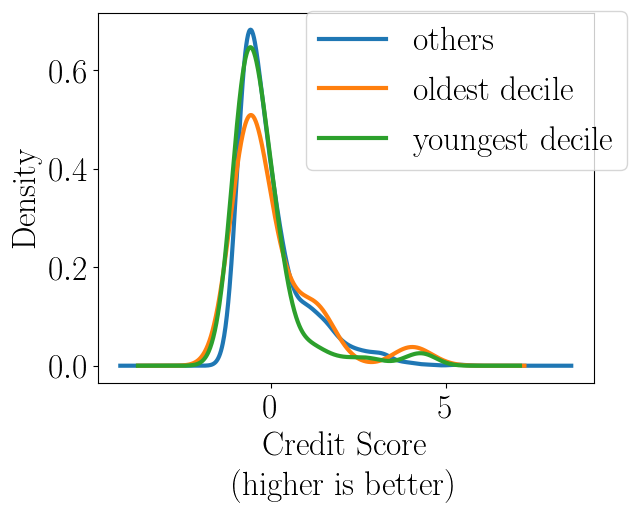 others
oldest decile
youngest decile
Density
0.6
0.4
0.2
0.0
0
5
Credit Score
(higher is better)